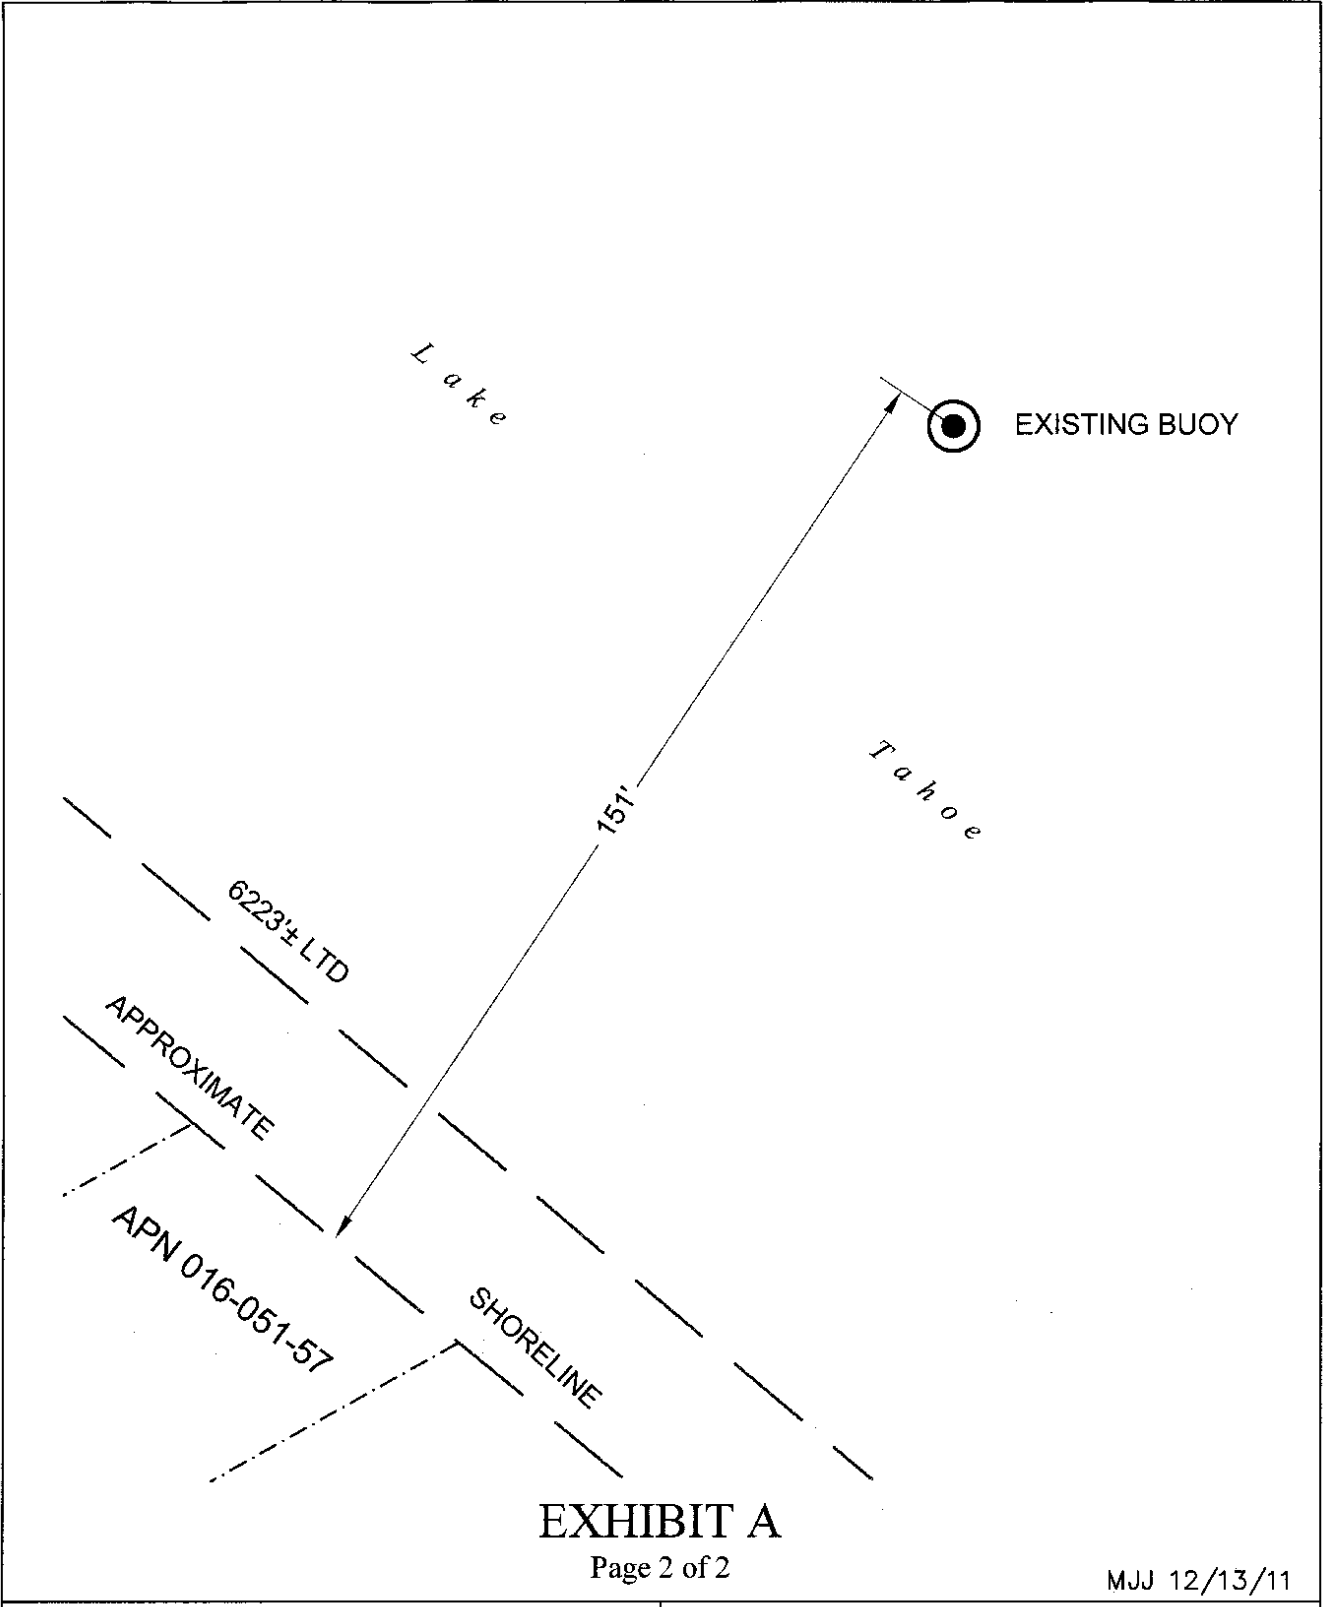 Lake
EXISTING BUOY
Tahoe
151'
6223'± LTD
APPROXIMATE
APN 016-051-57
SHORELINE
EXHIBIT A
Page 2 of 2
MJJ 12/13/11